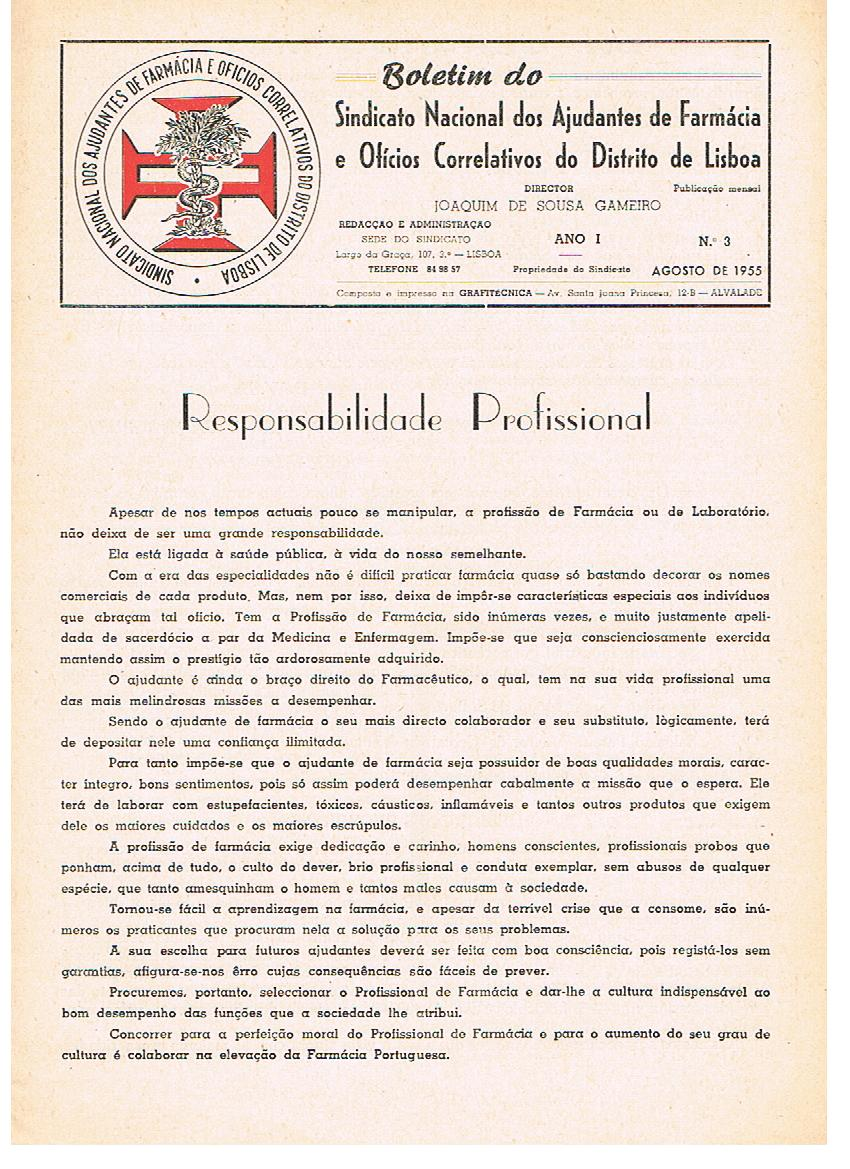 SINDICATO NACIONAL DOS AJUDANTES DE FARMÁCIA E OFICIOS CORRELATIVOS DO DISTRITO DE LISBOA •
Boletim do
Sindicato Nacional dos Ajudantes de Farmácia
e Ofícios Correlativos do Distrito de Lisboa
DIRECTOR Publicação mensal
JOAQUIM DE SOUSA GAMEIRO
REDACÇÃO E ADMINISTRAÇÃO
SEDE DO SINDICATO ANO I N.º 3
Largo da Graça, 107, 3.º — LISBOA
TELEFONE 84 98 57 Propriedade do Sindicato AGOSTO DE 1955
Composto e impresso na GRAFITÉCNICA — Av. Santa Joana Princesa, 12-B — ALVALADE
Responsabilidade Profissional
Apesar de nos tempos actuais pouco se manipular, a profissão de Farmácia ou de Laboratório,
não deixa de ser uma grande responsabilidade.
Ela está ligada à saúde pública, à vida do nosso semelhante.
Com a era das especialidades não é difícil praticar farmácia quase só bastando decorar os nomes
comerciais de cada produto. Mas, nem por isso, deixa de impôr-se características especiais aos indivíduos
que abraçam tal ofício. Tem a Profissão de Farmácia, sido inúmeras vezes, e muito justamente apeli-
dada de sacerdócio a par da Medicina e Enfermagem. Impõe-se que seja conscienciosamente exercida
mantendo assim o prestígio tão ardorosamente adquirido.
O ajudante é ainda o braço direito do Farmacêutico, o qual, tem na sua vida profissional uma
das mais melindrosas missões a desempenhar.
Sendo o ajudante de farmácia o seu mais directo colaborador e seu substituto, lògicamente, terá
de depositar nele uma confiança ilimitada.
Para tanto impõe-se que o ajudante de farmácia seja possuidor de boas qualidades morais, carac-
ter íntegro, bons sentimentos, pois só assim poderá desempenhar cabalmente a missão que o espera. Ele
terá de laborar com estupefacientes, tóxicos, cáusticos, inflamáveis e tantos outros produtos que exigem
dele os maiores cuidados e os maiores escrúpulos.
A profissão de farmácia exige dedicação e carinho, homens conscientes, profissionais probos que
ponham, acima de tudo, o culto do dever, brio profissional e conduta exemplar, sem abusos de qualquer
espécie, que tanto amesquinham o homem e tantos males causam à sociedade.
Tornou-se fácil a aprendizagem na farmácia, e apesar da terrível crise que a consome, são inú-
meros os praticantes que procuram nela a solução para os seus problemas.
A sua escolha para futuros ajudantes deverá ser feita com boa consciência, pois registá-los sem
garantias, afigura-se-nos êrro cujas consequências são fáceis de prever.
Procuremos, portanto, seleccionar o Profissional de Farmácia e dar-lhe a cultura indispensável ao
bom desempenho das funções que a sociedade lhe atribui.
Concorrer para a perfeição moral do Profissional de Farmácia e para o aumento do seu grau de
cultura é colaborar na elevação da Farmácia Portuguesa.